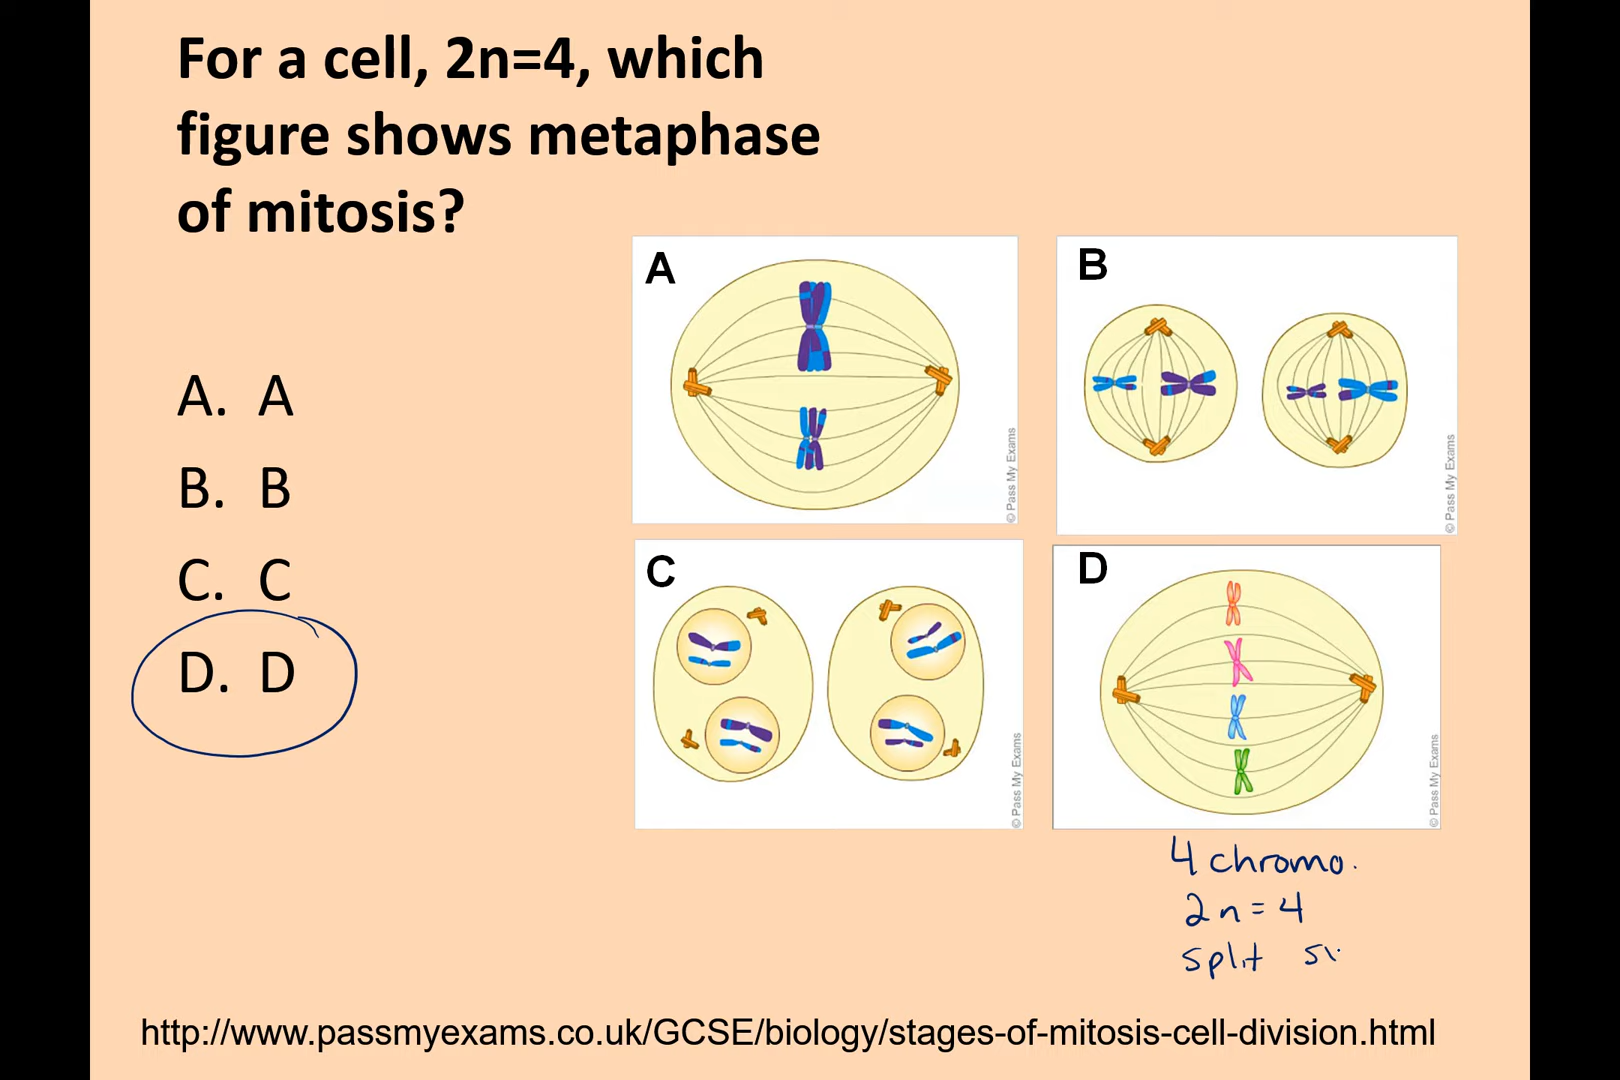 For a cell, 2n=4, which
figure shows metaphase
of mitosis?
A. A
B. B
C. C
D. D
A
© Pass My Exams
B
© Pass My Exams
C
© Pass My Exams
D
© Pass My Exams
4 chromo.
2n=4
split
http://www.passmyexams.co.uk/GCSE/biology/stages-of-mitosis-cell-division.html